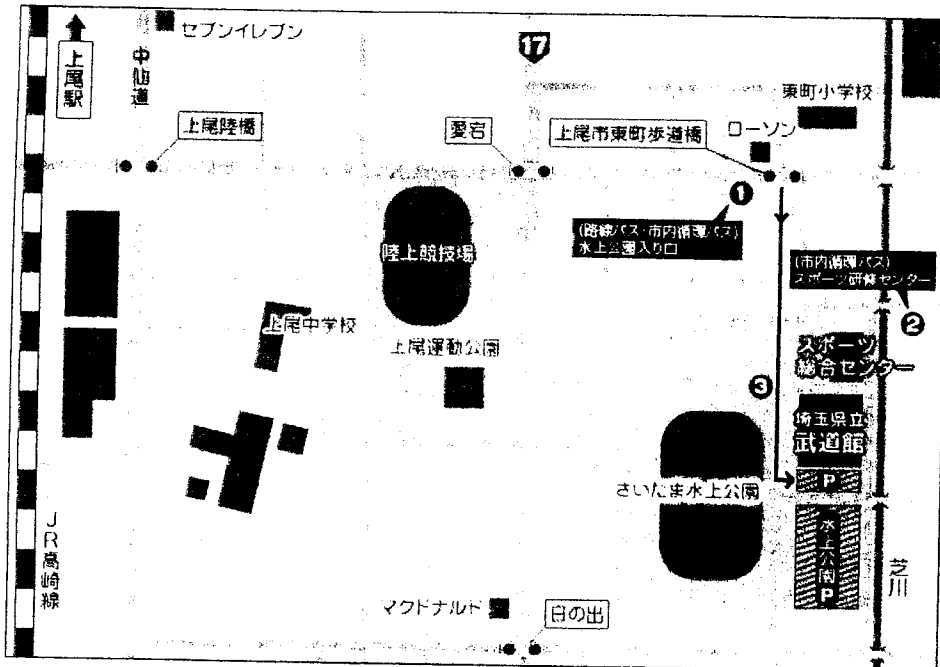 セブンイレブン
上尾駅
中仙道
17
東町小学校
上尾陸橋
愛宕
上尾市東町歩道橋
ローソン
①
(路線バス・市内循環バス)
水上公園入り口
陸上競技場
(市内循環バス)
スポーツ研修センター
②
上尾中学校
上尾運動公園
スポーツ
総合センター
③
埼玉県立
武道館
P
さいたま水上公園
水上公園P
JR高崎線
芝川
マクドナルド
日の出